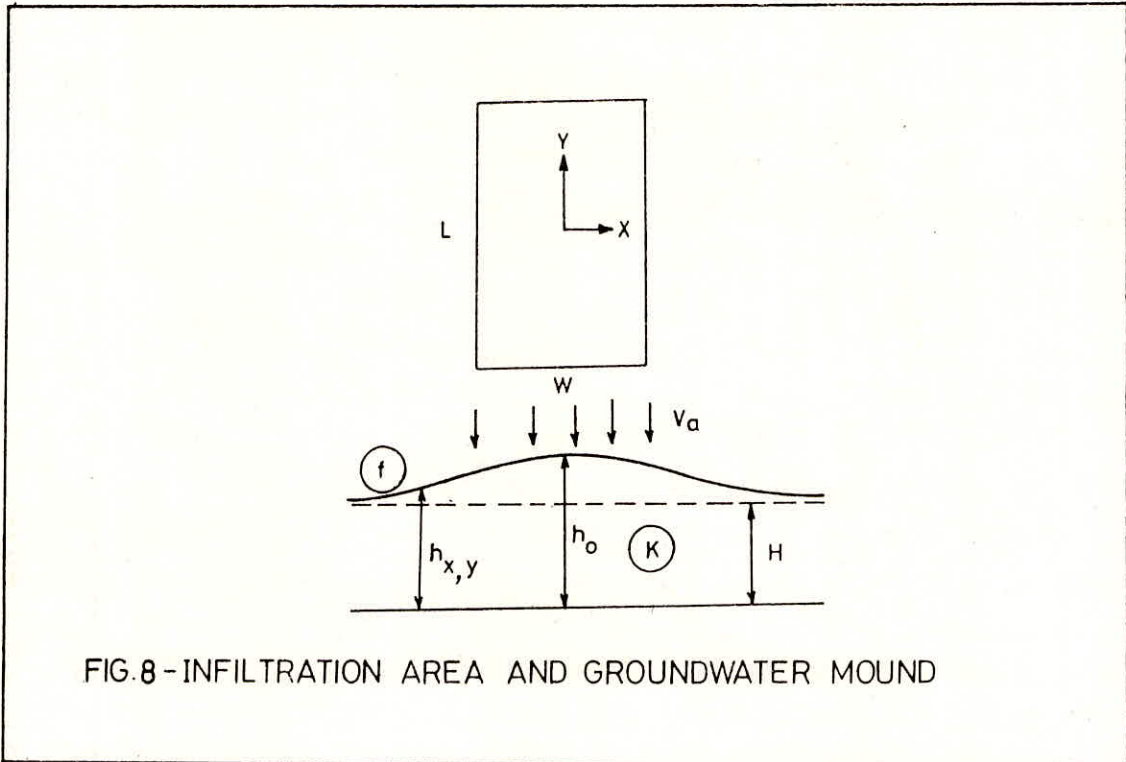 Y
L
X
W
Va
f
hx,y
ho
K
H
FIG.8-INFILTRATION AREA AND GROUNDWATER MOUND